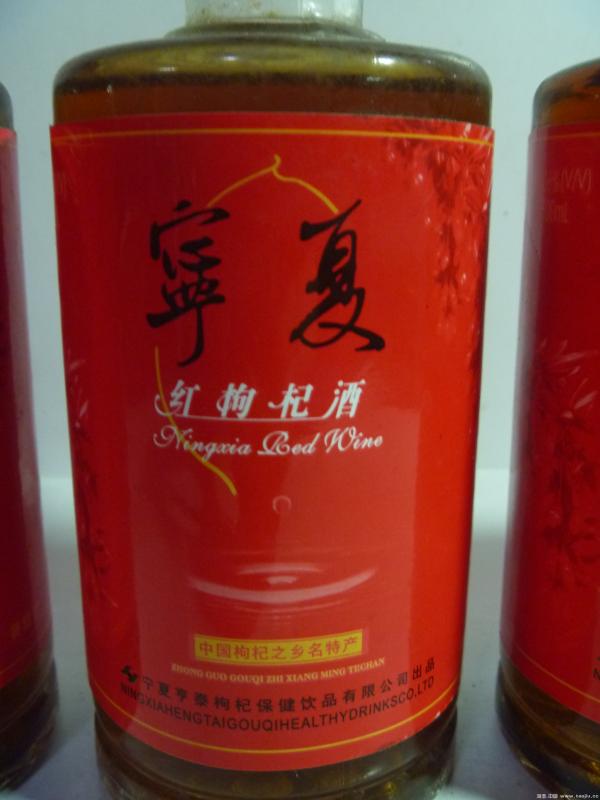 寧夏
红枸杞酒
Ningxia Red Wine
中国枸杞之乡名特产
ZHONG GUO GOUQI ZHI XIANG MING TECHAN
宁夏亨泰枸杞保健饮品有限公司出品
NINGXIAHENGTAIGOUQIHEALTHYDRINKSCO,LTD